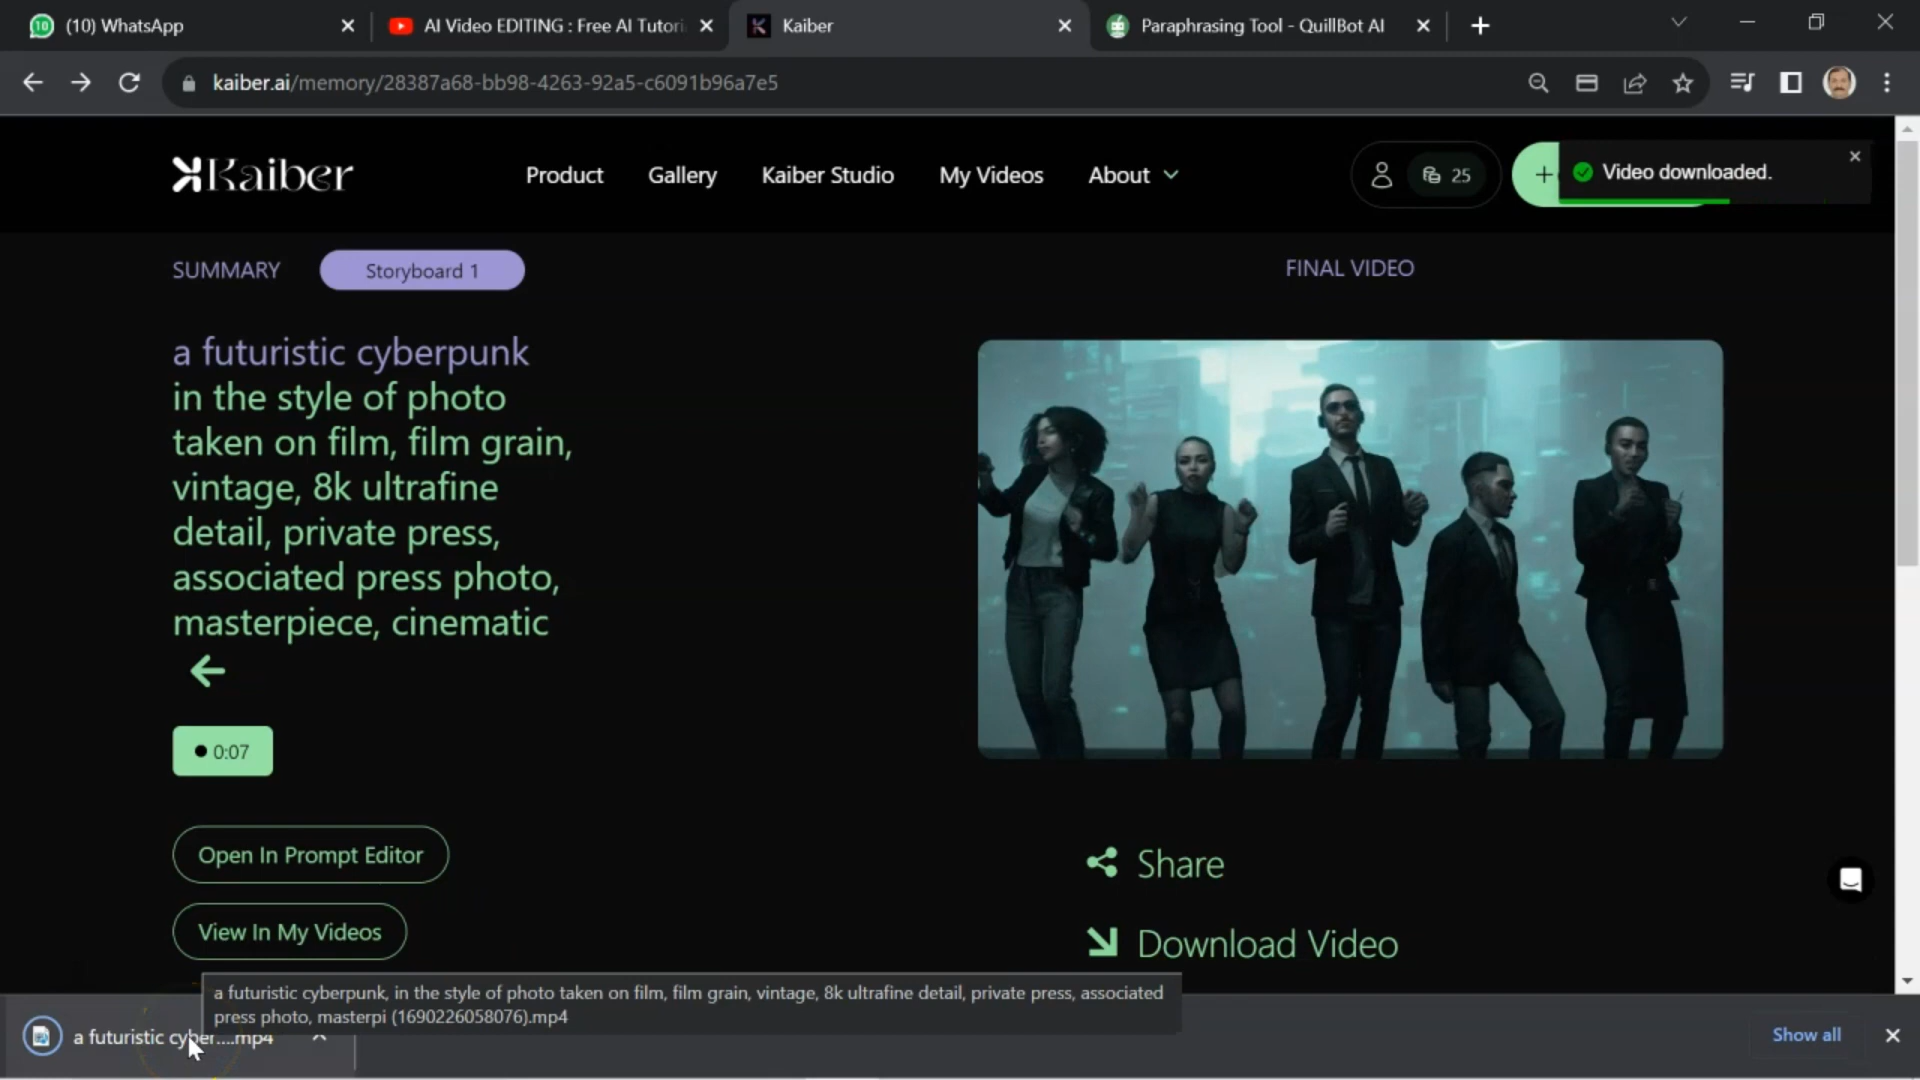 (10) WhatsApp
AI Video EDITING : Free AI Tutori
Kaiber
Paraphrasing Tool - QuillBot AI
kaiber.ai/memory/28387a68-bb98-4263-92a5-c6091b96a7e5
Kaiber
Product
Gallery
Kaiber Studio
My Videos
About
25
Video downloaded.
SUMMARY
Storyboard 1
FINAL VIDEO
a futuristic cyberpunk
in the style of photo
taken on film, film grain,
vintage, 8k ultrafine
detail, private press,
associated press photo,
masterpiece, cinematic
0:07
Open In Prompt Editor
View In My Videos
Share
Download Video
a futuristic cyberpunk, in the style of photo taken on film, film grain, vintage, 8k ultrafine detail, private press, associated
press photo, masterpi (1690226058076).mp4
a futuristic cyber....mp4
Show all